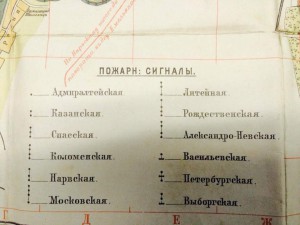 ПОЖАРН: СИГНАЛЫ.
Адмиралтейская
Казанская.
Спасская
Коломенская.
Нарвская.
Московская.
Литейная.
Рождественская.
Александро-Невская.
Васильевская.
Петербургская.
Выборгская.
Г Д Е Ж